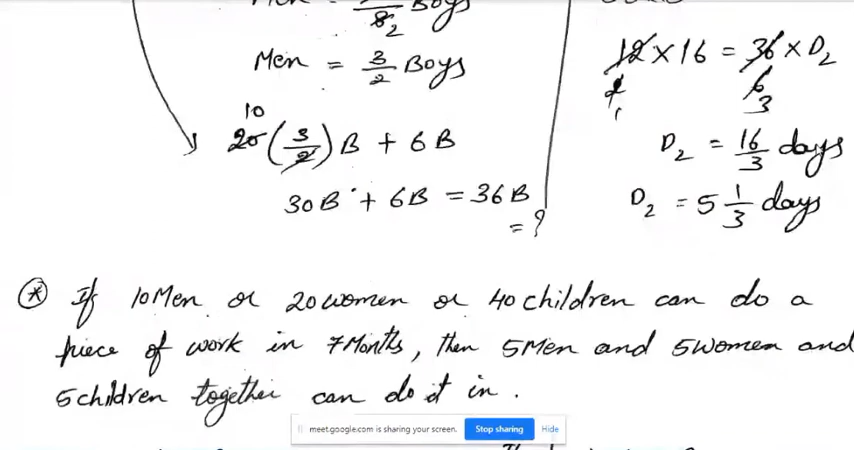 Men = 3/2 Boys
12 × 16 = 36 × D2
10
20 (3/2) B + 6B
D2 = 16/3 days
30B + 6B = 36B
= ?
D2 = 5 1/3 days
* If 10 Men or 20 women or 40 children can do a
piece of work in 7 Months, then 5 Men and 5 women and
5 children together can do it in .
meet.google.com is sharing your screen. Stop sharing Hide